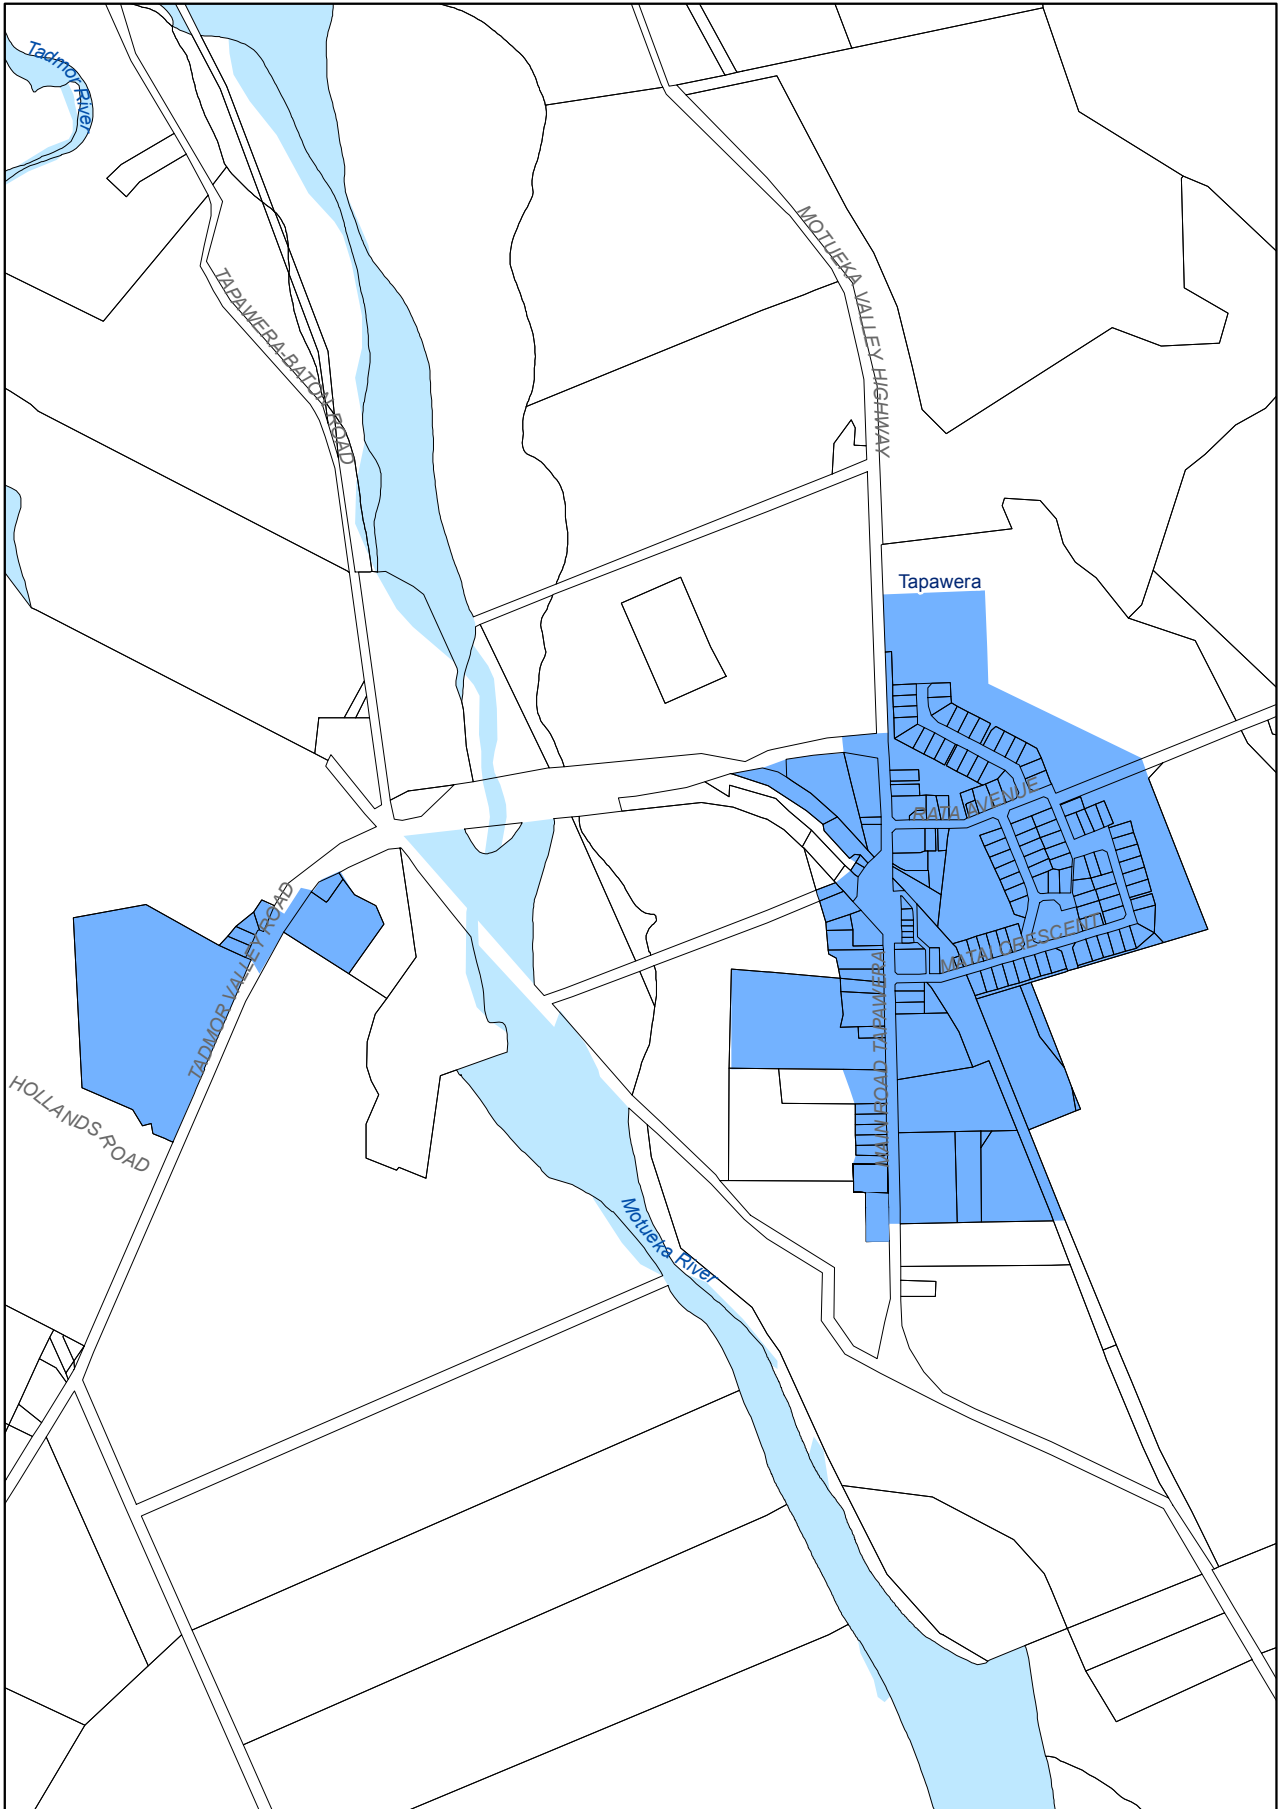 Tadmor River
MOTUEKA VALLEY HIGHWAY
TAPAWERA-BATON ROAD
Tapawera
RATA AVENUE
TADMOR VALLEY ROAD
MATAI CRESCENT
MAIN ROAD TAPAWERA
HOLLANDS ROAD
Motueka River